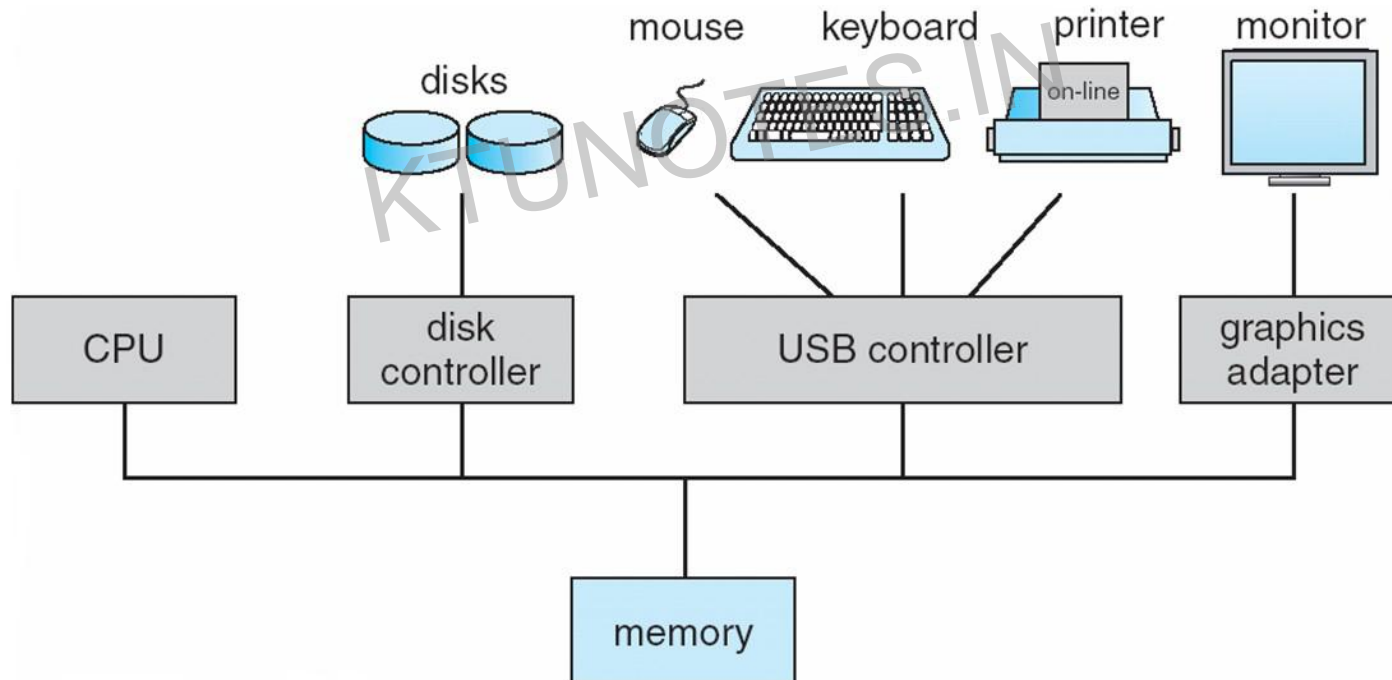 mouse
keyboard
printer
monitor
disks
on-line
KTUNOTES.IN
CPU
disk
controller
USB controller
graphics
adapter
memory